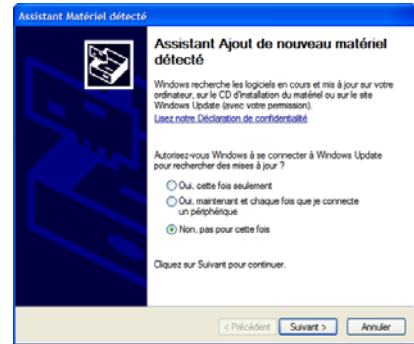 Assistant Matériel détecté
Assistant Ajout de nouveau matériel
détecté
Windows recherche les logiciels en cours et mis à jour sur votre
ordinateur, sur le CD d'installation du matériel ou sur le site
Windows Update (avec votre permission).
Lisez notre Déclaration de confidentialité
Autorisez-vous Windows à se connecter à Windows Update
pour rechercher des mises à jour ?
Oui, cette fois seulement
Oui, maintenant et chaque fois que je connecte
un périphérique
Non, pas pour cette fois
Cliquez sur Suivant pour continuer.
< Précédent
Suivant >
Annuler